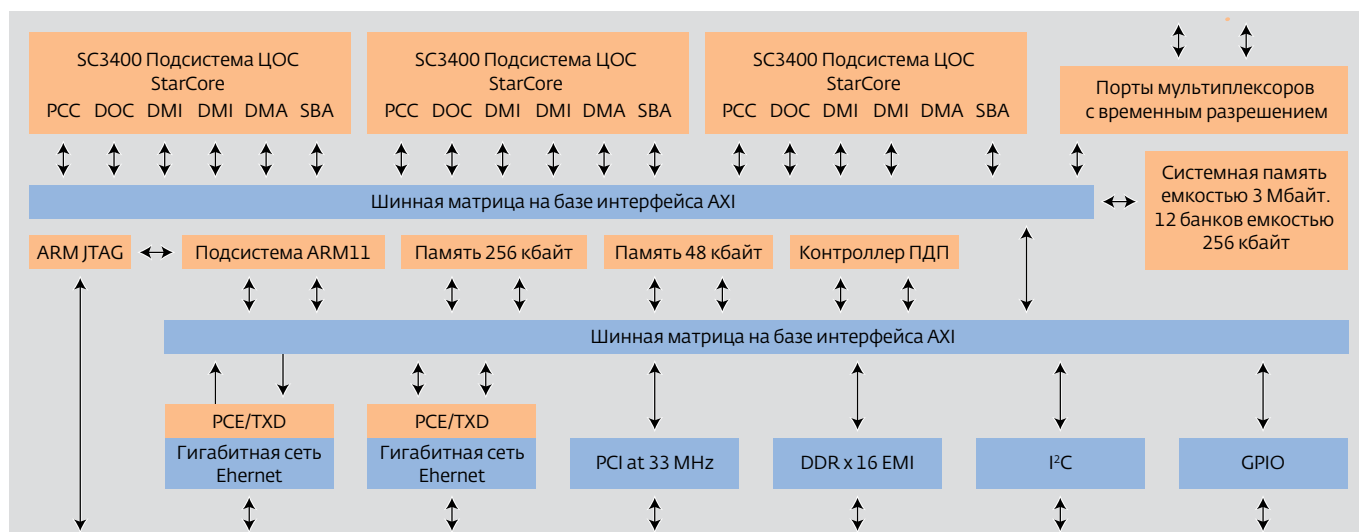 SC3400 Подсистема ЦОС
StarCore
PCC DOC DMI DMI DMA SBA
SC3400 Подсистема ЦОС
StarCore
PCC DOC DMI DMI DMA SBA
SC3400 Подсистема ЦОС
StarCore
PCC DOC DMI DMI DMA SBA
Порты мультиплексоров
с временным разрешением
Шинная матрица на базе интерфейса AXI
Системная память
емкостью 3 Мбайт.
12 банков емкостью
256 кбайт
ARM JTAG
Подсистема ARM11
Память 256 кбайт
Память 48 кбайт
Контроллер ПДП
Шинная матрица на базе интерфейса AXI
PCE/TXD
Гигабитная сеть
Ehernet
PCE/TXD
Гигабитная сеть
Ehernet
PCI at 33 MHz
DDR x 16 EMI
I²C
GPIO